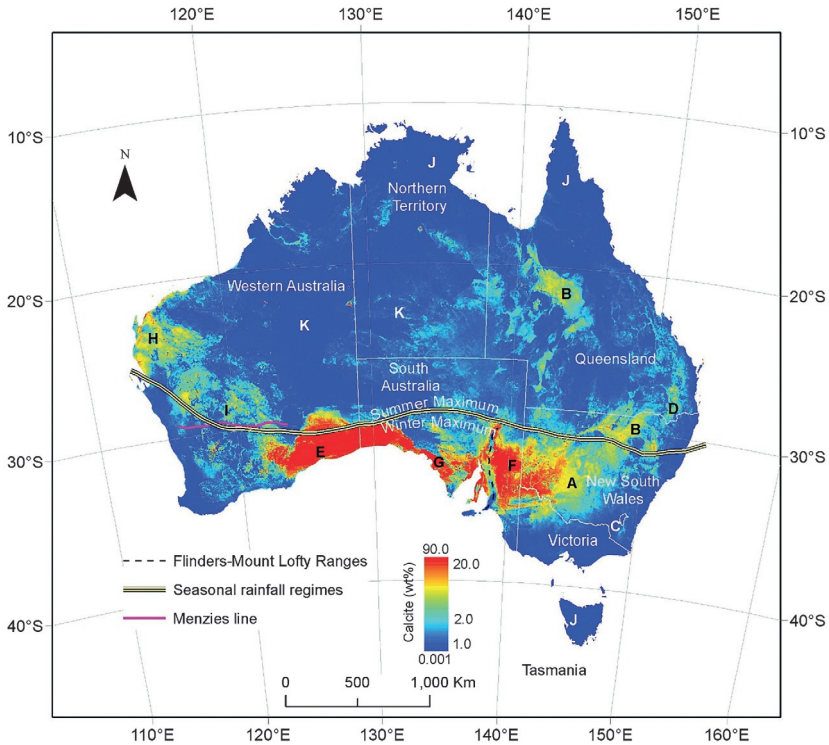 120°E 130°E 140°E 150°E
10°S 10°S
N
J
J
Northern
Territory
20°S 20°S
Western Australia
B
K
K
H
Queensland
South
Australia
I
Summer Maximum
Winter Maximum
D
B
30°S 30°S
E
G
F
A
New South
Wales
C
Victoria
Flinders-Mount Lofty Ranges
Seasonal rainfall regimes
Menzies line
Calcite (wt%)
90.0
20.0
2.0
1.0
0.001
J
40°S 40°S
Tasmania
0 500 1,000 Km
110°E 120°E 130°E 140°E 150°E 160°E